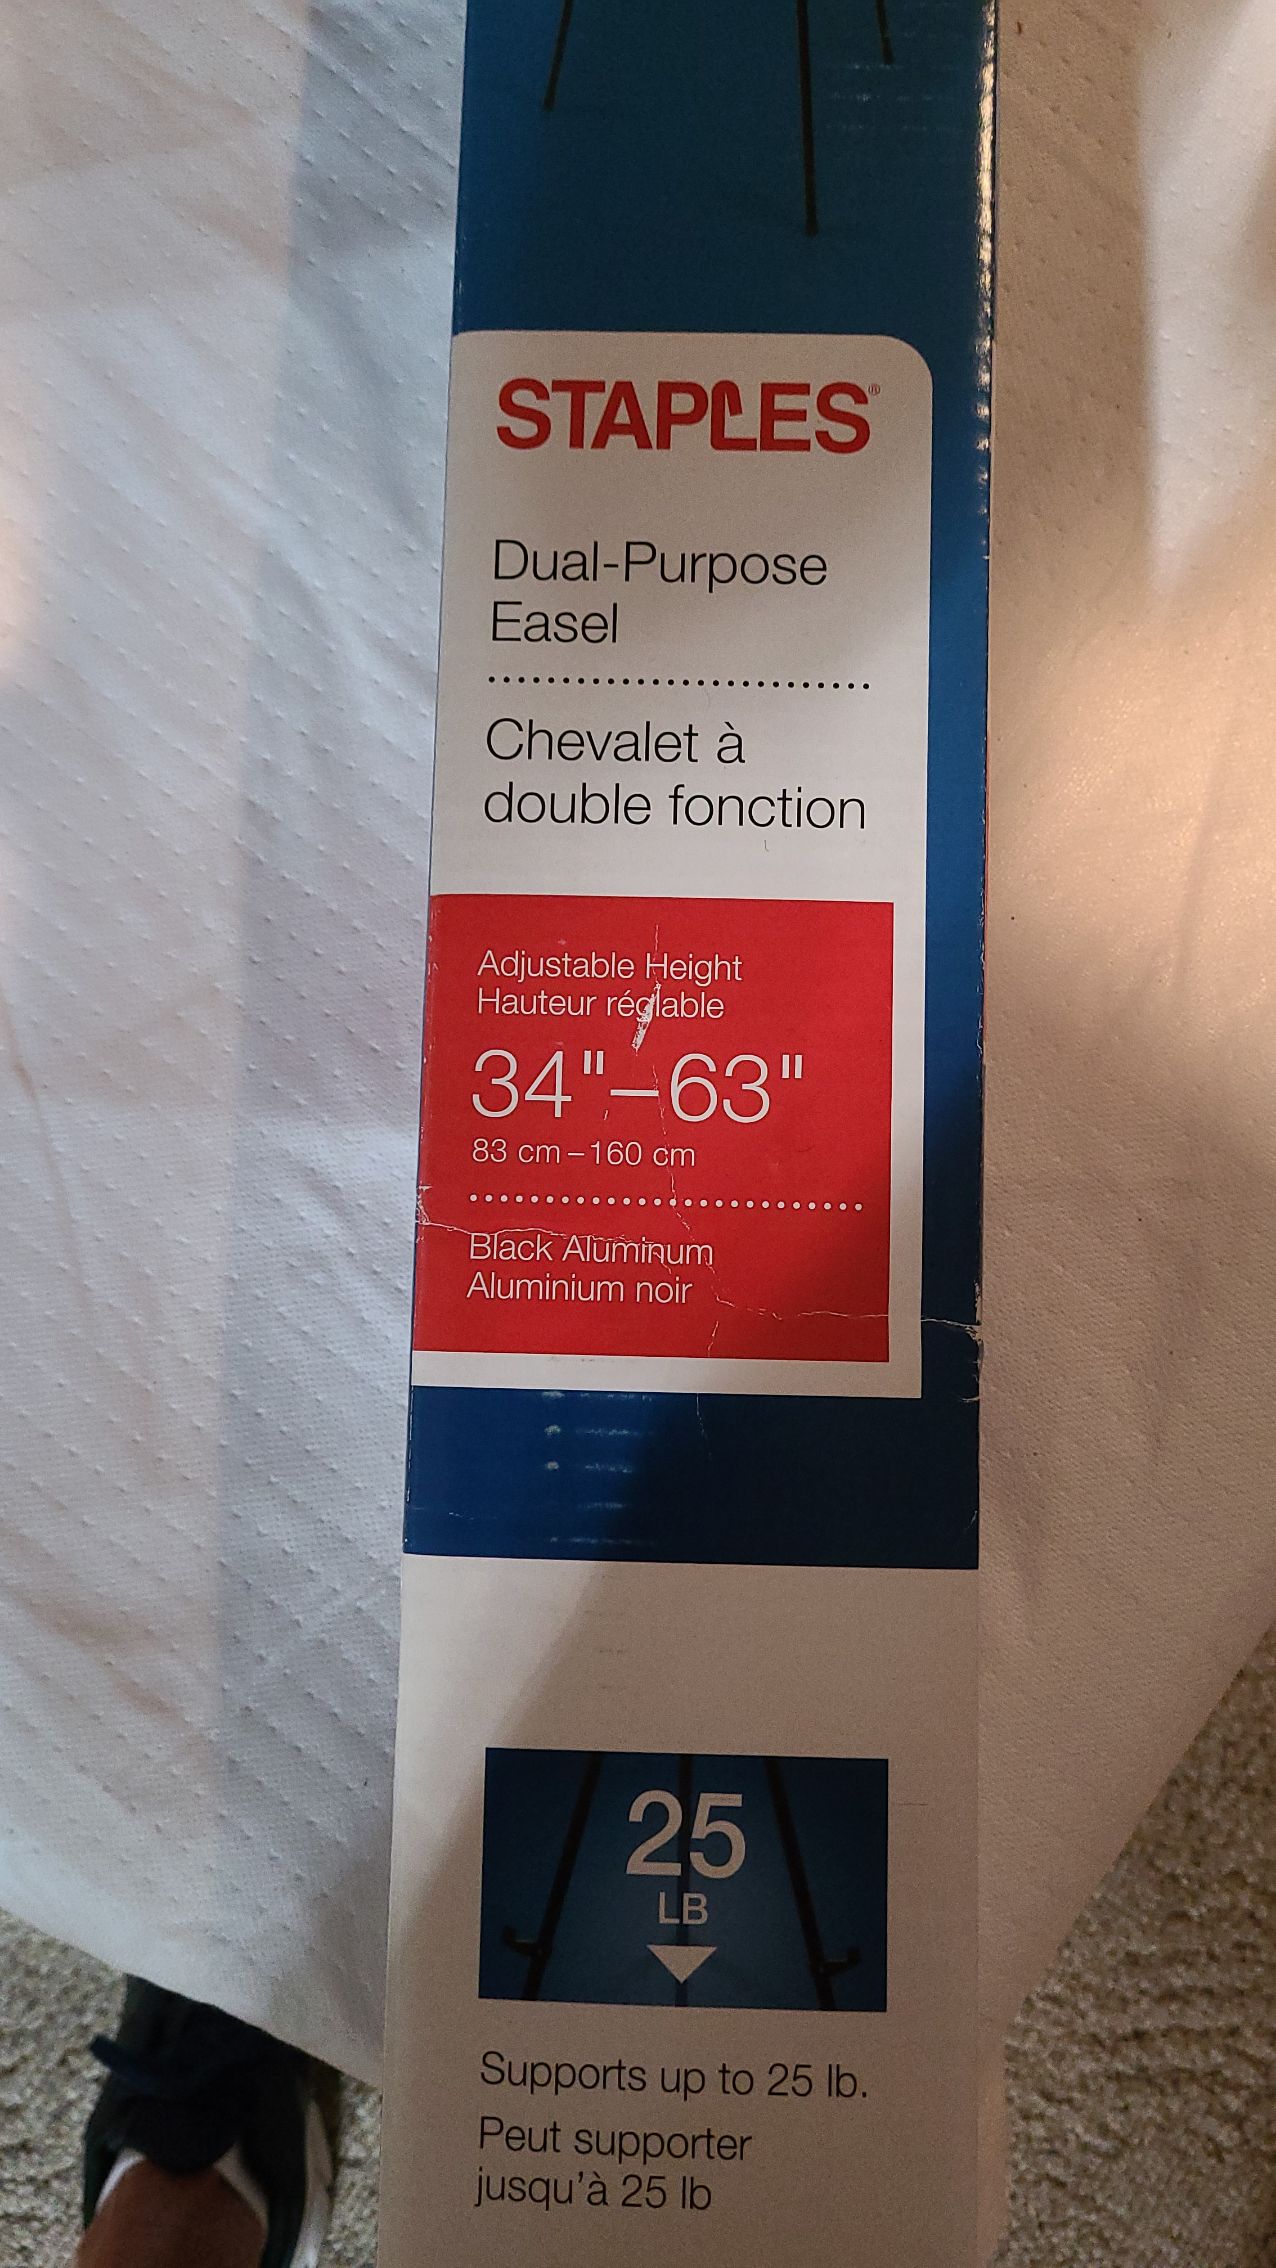 STAPLES®
Dual-Purpose
Easel
Chevalet à
double fonction
Adjustable Height
Hauteur réglable
34"–63"
83 cm – 160 cm
Black Aluminum
Aluminium noir
25
LB
Supports up to 25 lb.
Peut supporter
jusqu'à 25 lb